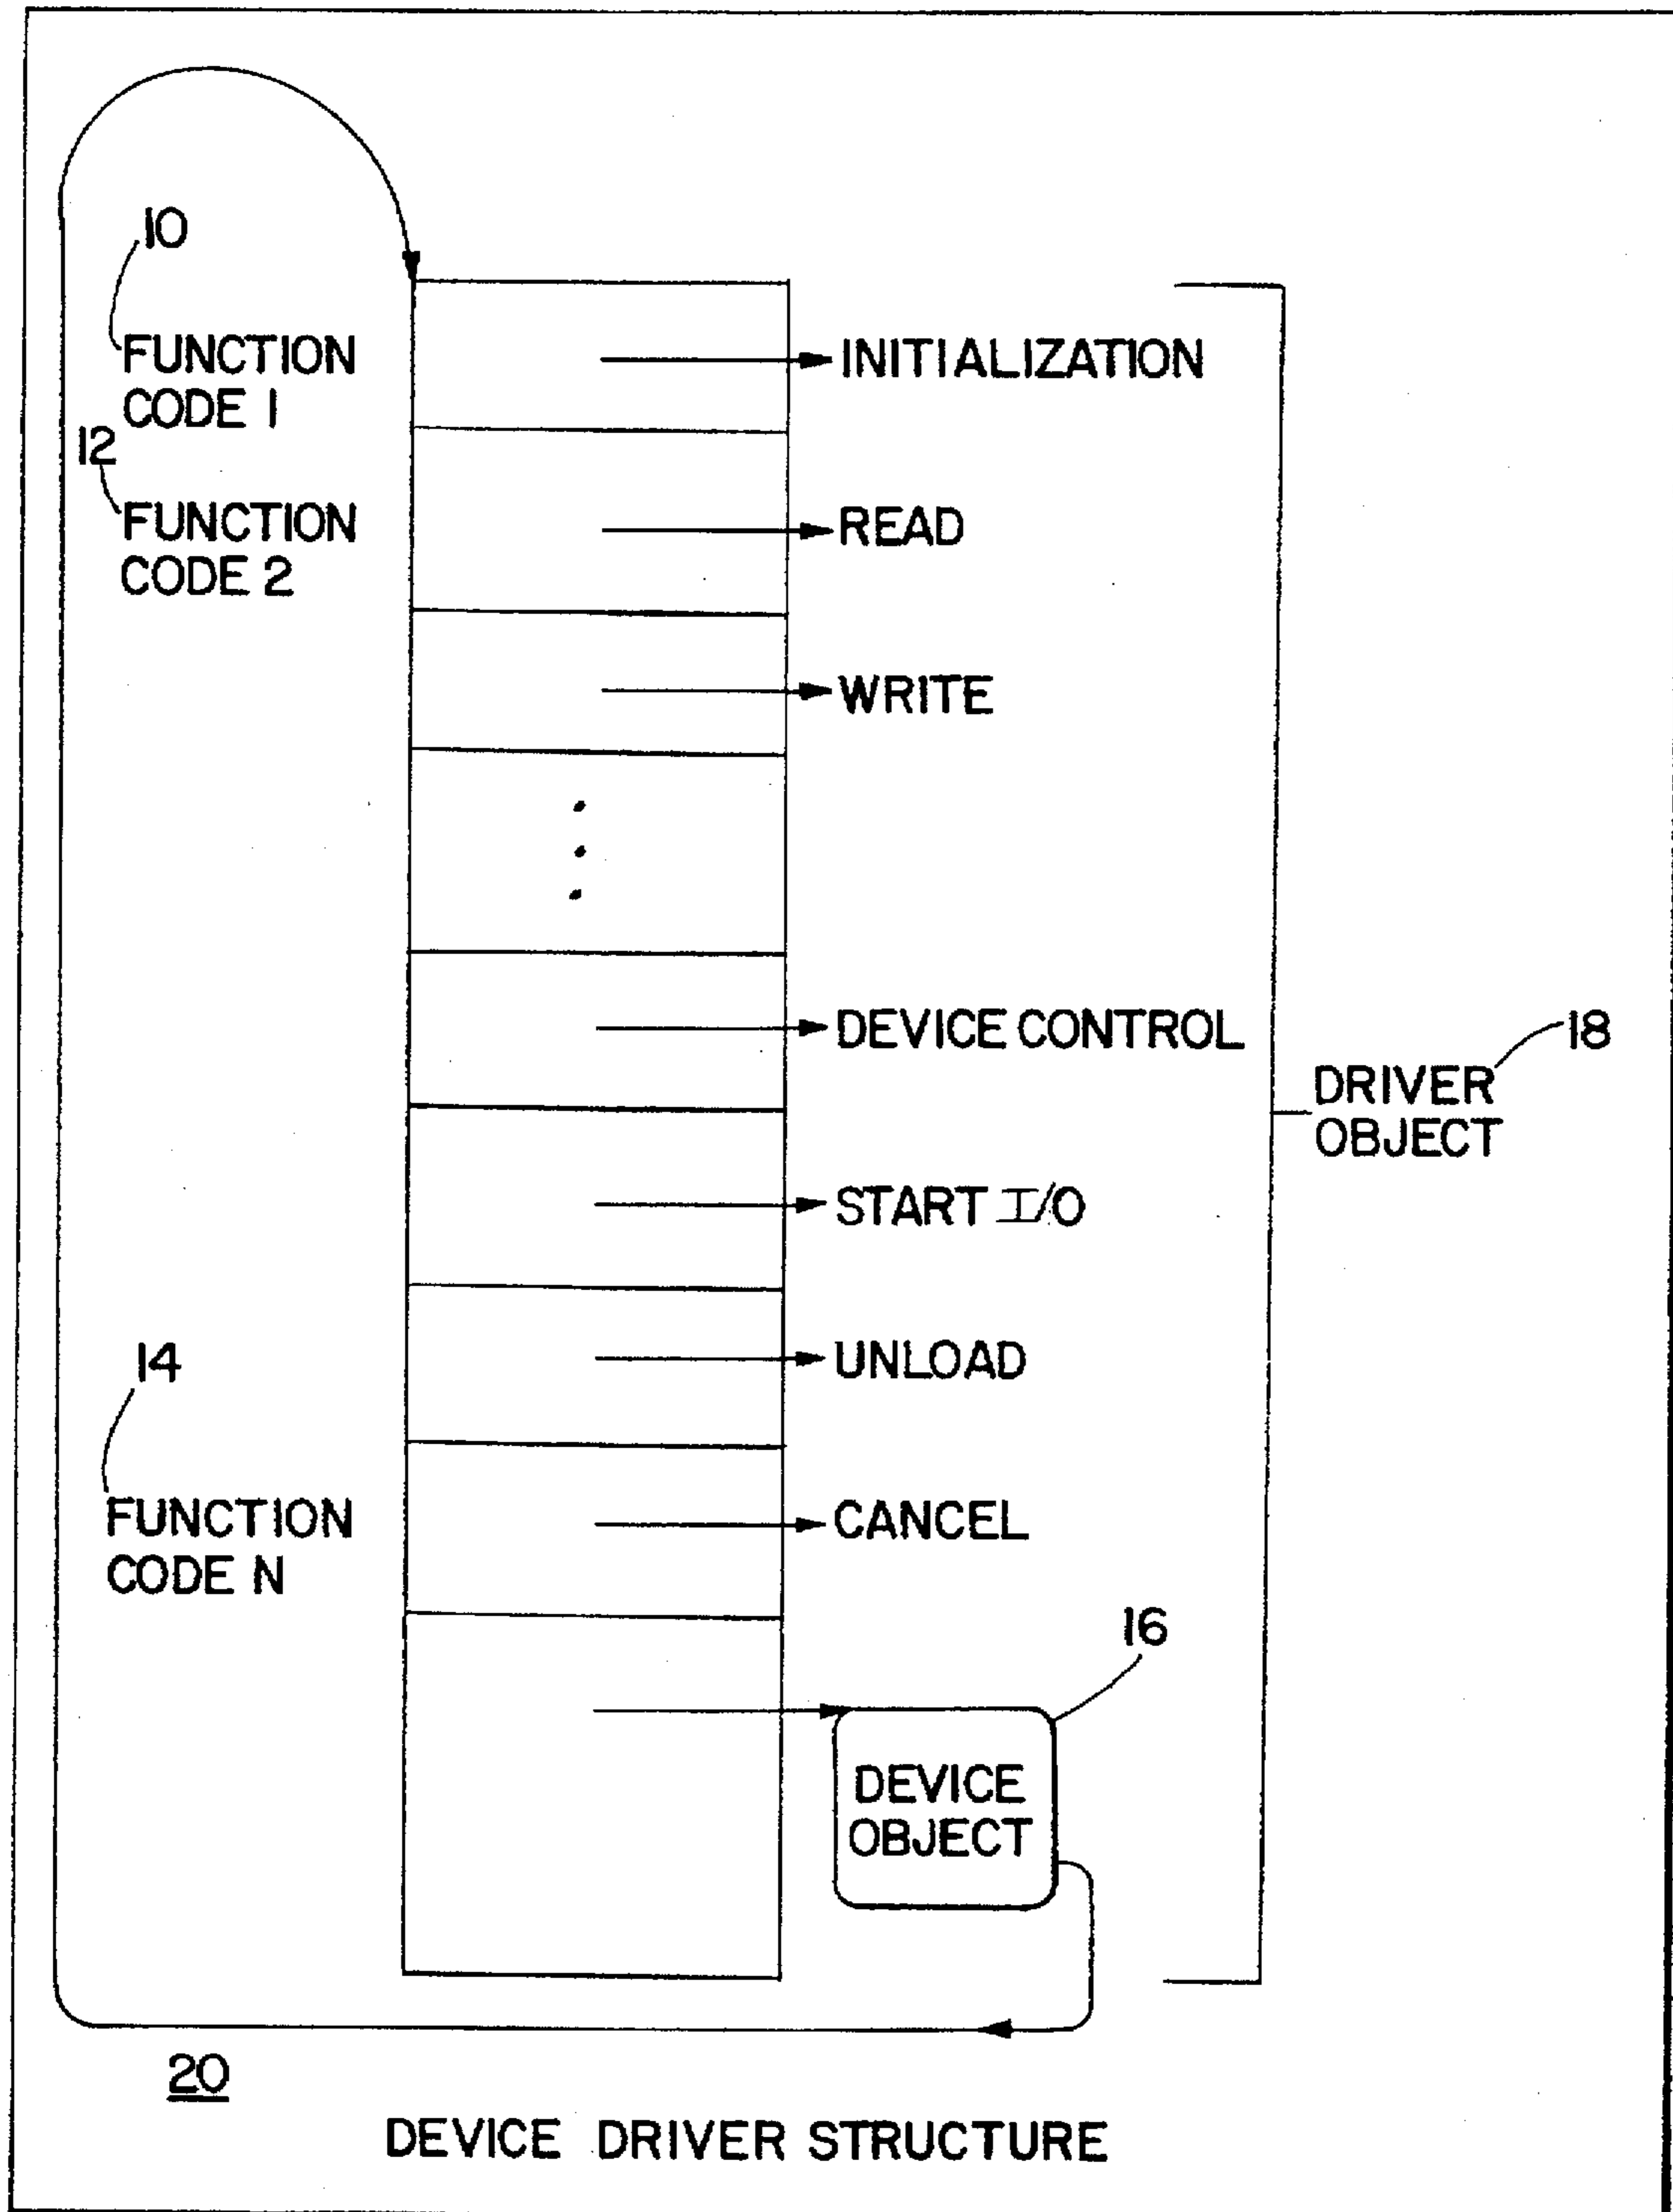 10
FUNCTION
CODE 1
INITIALIZATION
12
FUNCTION
CODE 2
READ
WRITE
DEVICE CONTROL
18
DRIVER
OBJECT
START I/O
14
UNLOAD
FUNCTION
CODE N
CANCEL
16
DEVICE
OBJECT
20
DEVICE DRIVER STRUCTURE